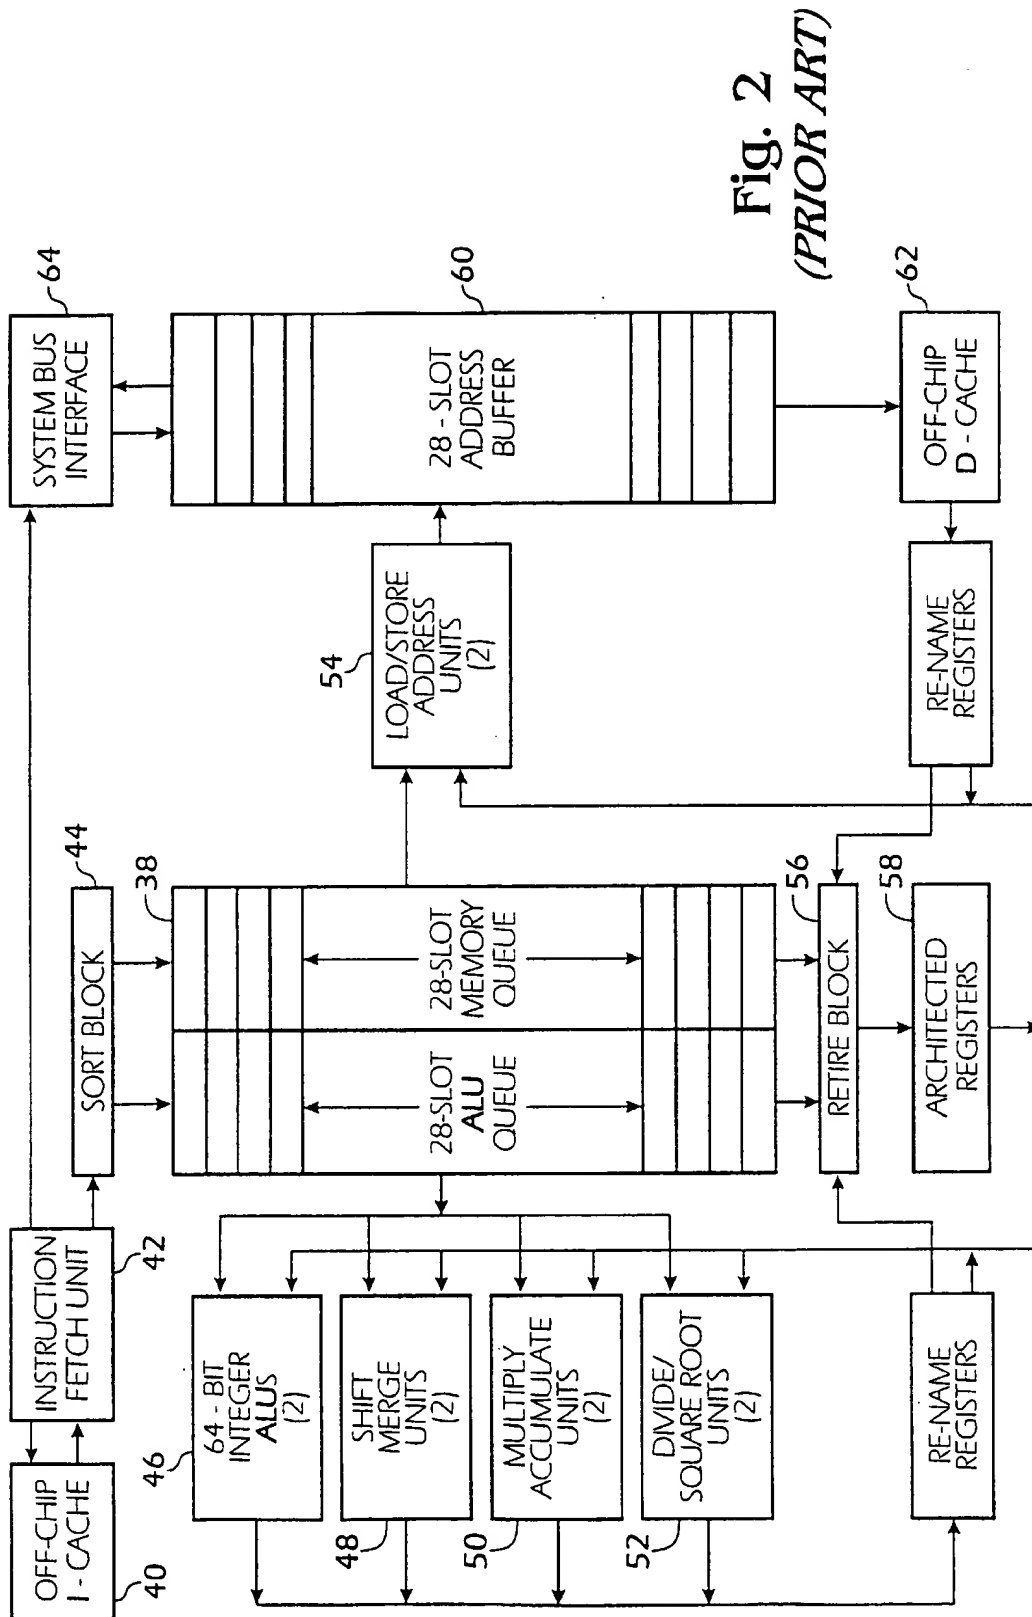 OFF-CHIP
I - CACHE
40
INSTRUCTION
FETCH UNIT
42
SORT BLOCK
44
SYSTEM BUS
INTERFACE
64
46
64 - BIT
INTEGER
ALUs
(2)
48
SHIFT
MERGE
UNITS
(2)
50
MULTIPLY
ACCUMULATE
UNITS
(2)
52
DIVIDE/
SQUARE ROOT
UNITS
(2)
38
28-SLOT
ALU
QUEUE
28-SLOT
MEMORY
QUEUE
54
LOAD/STORE
ADDRESS
UNITS
(2)
28 - SLOT
ADDRESS
BUFFER
60
RETIRE BLOCK
56
RE-NAME
REGISTERS
ARCHITECTED
REGISTERS
58
RE-NAME
REGISTERS
OFF-CHIP
D - CACHE
62
Fig. 2
(PRIOR ART)